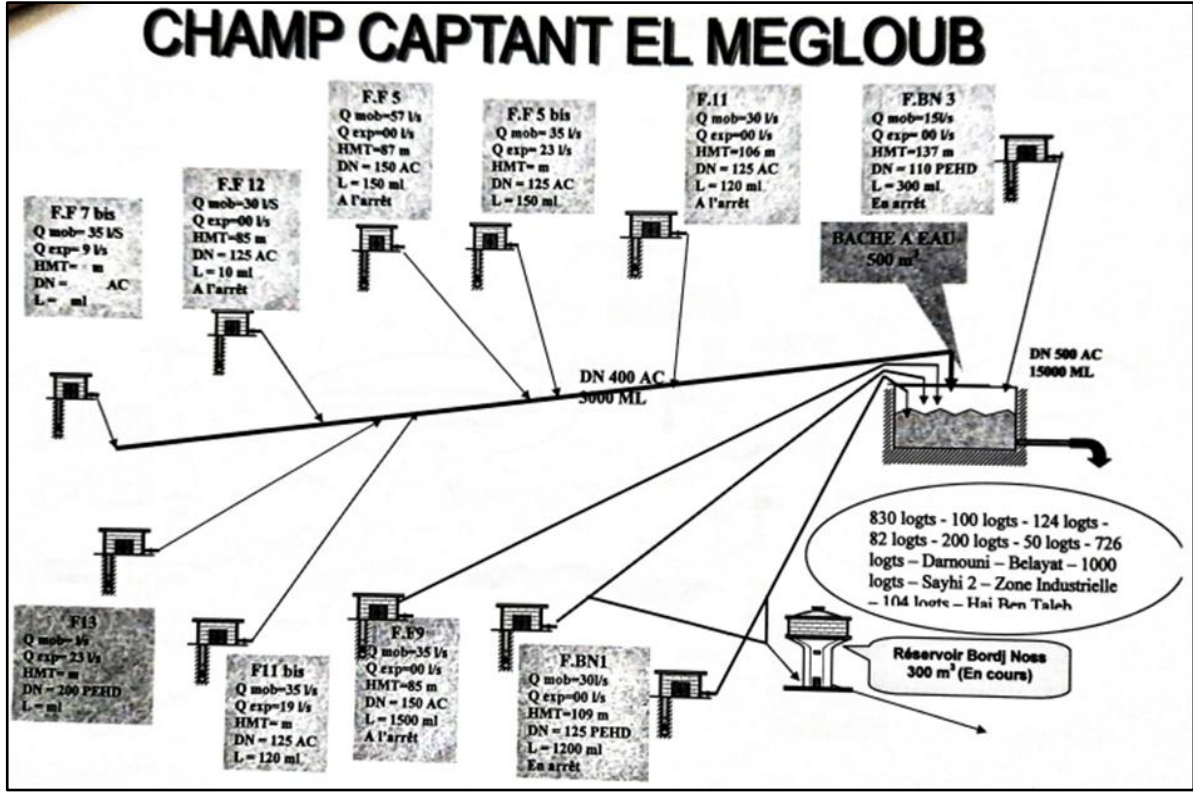 CHAMP CAPTANT EL MEGLOUB
F.F 7 bis
Q mob= 35 l/S
Q exp= 9 l/s
HMT= m
DN = AC
L = ml
F.F 12
Q mob=30 l/S
Q exp=00 l/s
HMT=85 m
DN = 125 AC
L = 10 ml
A l'arrêt
F.F 5
Q mob=57 l/s
Q exp=00 l/s
HMT=87 m
DN = 150 AC
L = 150 ml
A l'arrêt
F.F 5 bis
Q mob= 35 l/s
Q exp= 23 l/s
HMT= m
DN = 125 AC
L = 150 ml
F.11
Q mob=30 l/s
Q exp=00 l/s
HMT=106 m
DN = 125 AC
L = 120 ml
A l'arrêt
F.BN 3
Q mob=15l/s
Q exp= 00 l/s
HMT=137 m
DN = 110 PEHD
L = 300 ml
En arrêt
BACHE A EAU
500 m³
DN 400 AC
3000 ML
DN 500 AC
15000 ML
830 logts - 100 logts - 124 logts -
82 logts - 200 logts - 50 logts - 726
logts – Darnouni – Belayat – 1000
logts – Sayhi 2 – Zone Industrielle
– 104 logts – Hai Ben Taleb
F13
Q mob= l/s
Q exp= 23 l/s
HMT= m
DN = 200 PEHD
L = ml
F11 bis
Q mob=35 l/s
Q exp=19 l/s
HMT= m
DN = 125 AC
L = 120 ml
F.F9
Q mob=35 l/s
Q exp=00 l/s
HMT=85 m
DN = 150 AC
L = 1500 ml
A l'arrêt
F.BN1
Q mob=30l/s
Q exp=00 l/s
HMT=109 m
DN = 125 PEHD
L = 1200 ml
En arrêt
Réservoir Bordj Noss
300 m³ (En cours)